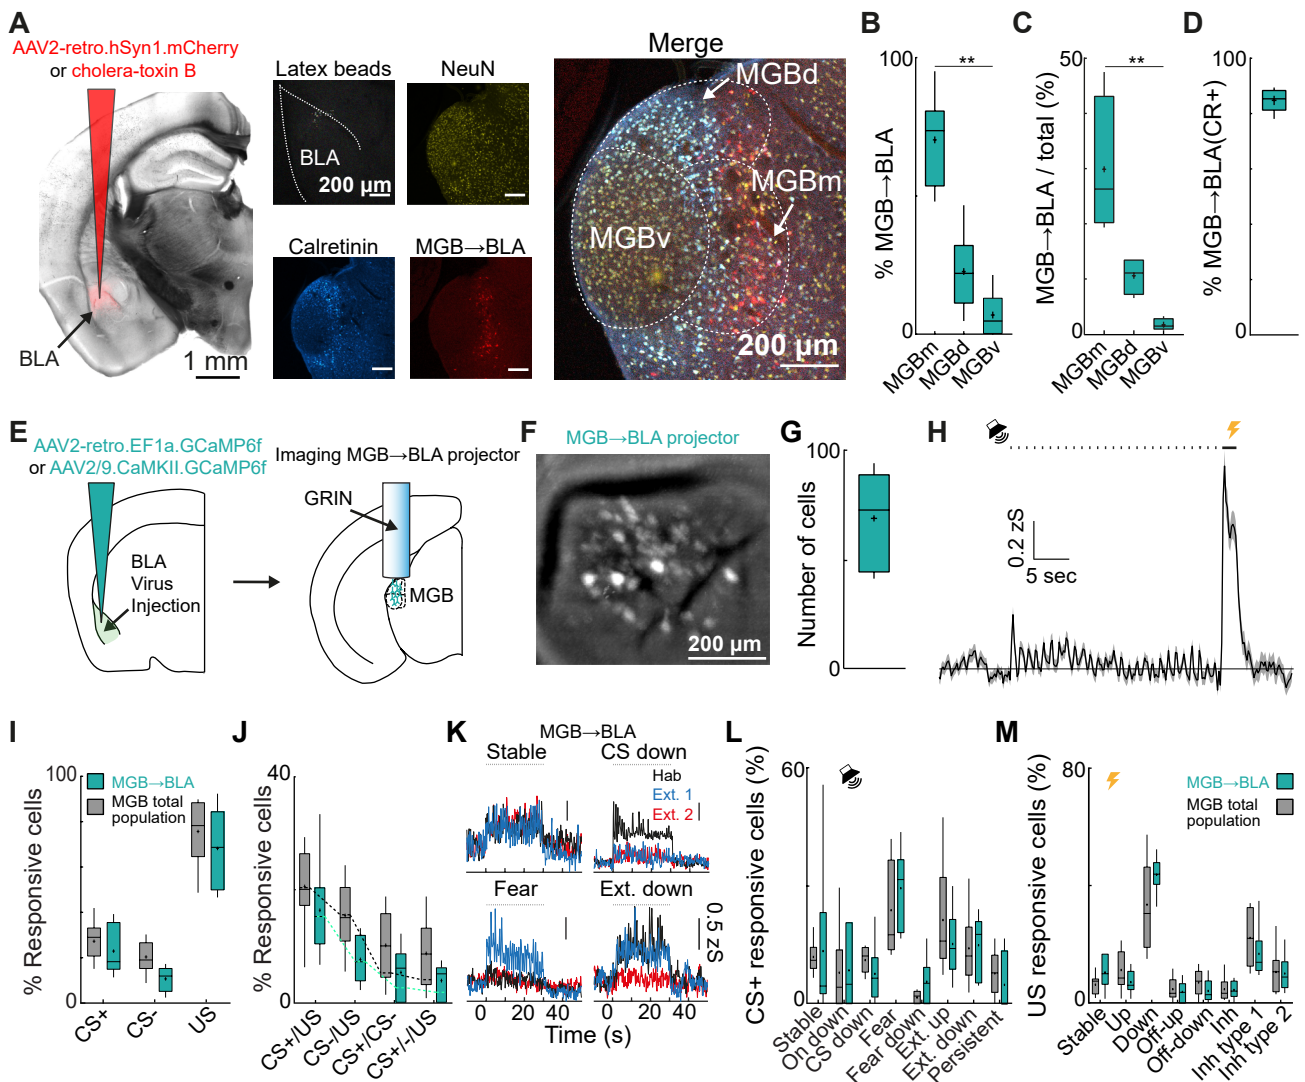 A
AAV2-retro.hSyn1.mCherry
or cholera-toxin B
BLA
1 mm
Latex beads
BLA
200 µm
NeuN
Calretinin
MGB→BLA
Merge
MGBd
MGBm
MGBv
200 µm
B
% MGB→BLA
100
0
**
MGBm
MGBd
MGBv
C
MGB→BLA / total (%)
50
0
**
MGBm
MGBd
MGBv
D
% MGB→BLA(CR+)
100
0
E
AAV2-retro.EF1a.GCaMP6f
or AAV2/9.CaMKII.GCaMP6f
BLA
Virus
Injection
Imaging MGB→BLA projector
GRIN
MGB
F
MGB→BLA projector
200 µm
G
Number of cells
100
0
H
0.2 zS
5 sec
I
% Responsive cells
100
0
MGB→BLA
MGB total
population
CS+
CS-
US
J
% Responsive cells
40
0
CS+/US
CS-/US
CS+/CS-
CS+/-/US
K
MGB→BLA
Stable
CS down
Hab
Ext. 1
Ext. 2
Fear
Ext. down
0.5 zS
0 20 40
0 20 40
Time (s)
L
CS+ responsive cells (%)
60
0
Stable
On down
CS down
Fear
Fear down
Ext. up
Ext. down
Persistent
M
US responsive cells (%)
80
0
MGB→BLA
MGB total
population
Stable
Up
Down
Off-up
Off-down
Inh
Inh type 1
Inh type 2